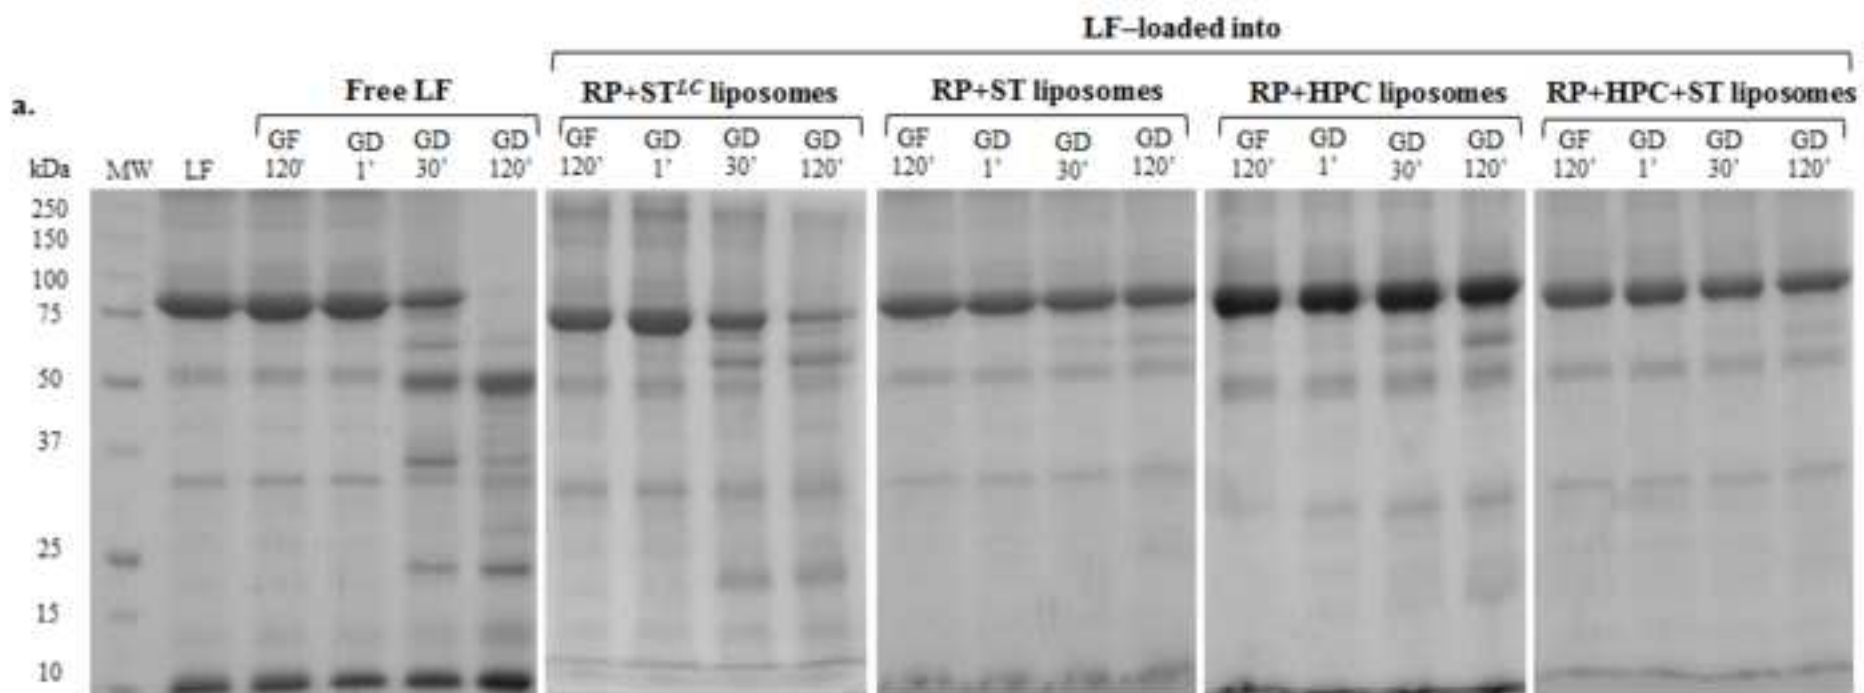 LF–loaded into
a.
Free LF RP+ST^LC liposomes RP+ST liposomes RP+HPC liposomes RP+HPC+ST liposomes
GF GD GD GD GF GD GD GD GF GD GD GD GF GD GD GD GF GD GD GD
kDa MW LF 120' 1' 30' 120' 120' 1' 30' 120' 120' 1' 30' 120' 120' 1' 30' 120' 120' 1' 30' 120'
250
150
100
75
50
37
25
15
10